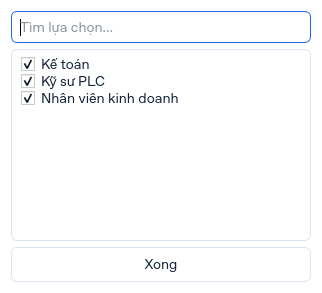 Tìm lựa chọn...
Kế toán
Kỹ sư PLC
Nhân viên kinh doanh
Xong